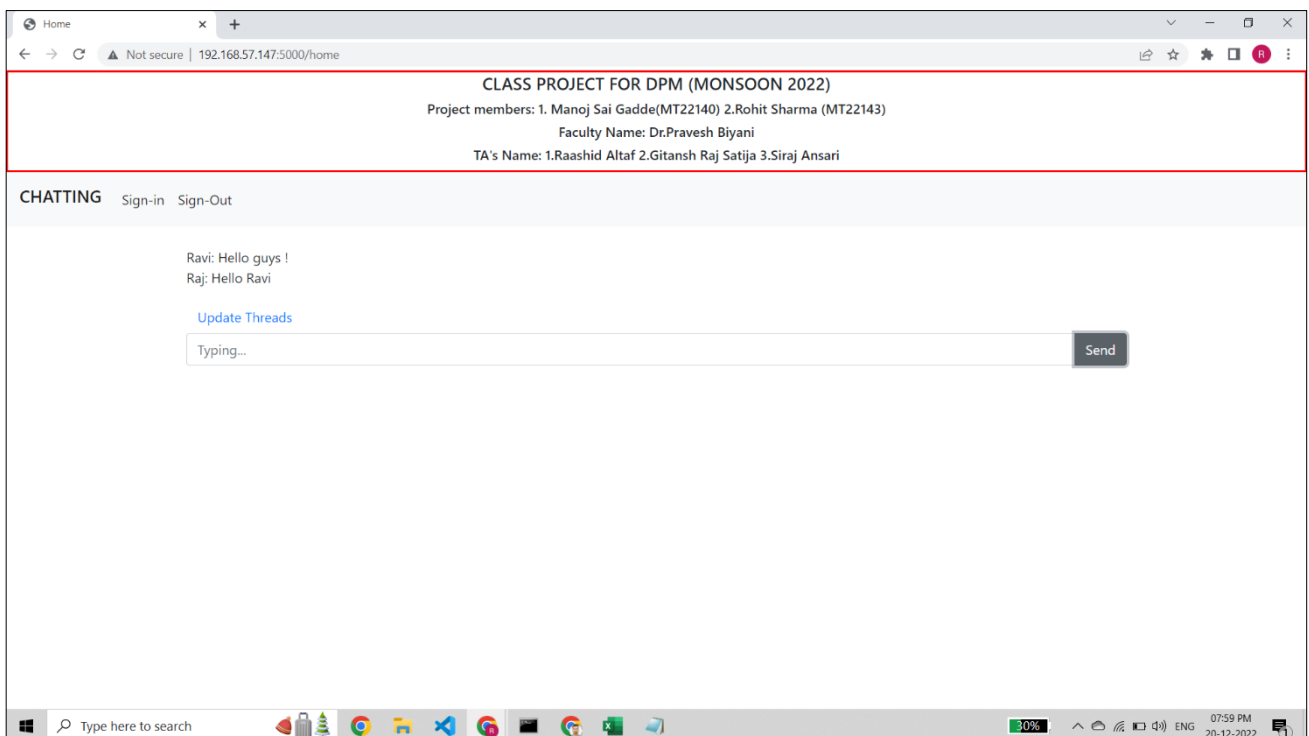 Home
Not secure | 192.168.57.147:5000/home
R
CLASS PROJECT FOR DPM (MONSOON 2022)
Project members: 1. Manoj Sai Gadde(MT22140) 2.Rohit Sharma (MT22143)
Faculty Name: Dr.Pravesh Biyani
TA's Name: 1.Raashid Altaf 2.Gitansh Raj Satija 3.Siraj Ansari
CHATTING Sign-in Sign-Out
Ravi: Hello guys !
Raj: Hello Ravi
Update Threads
Typing...
Send
Type here to search
30%
ENG
07:59 PM
20-12-2022